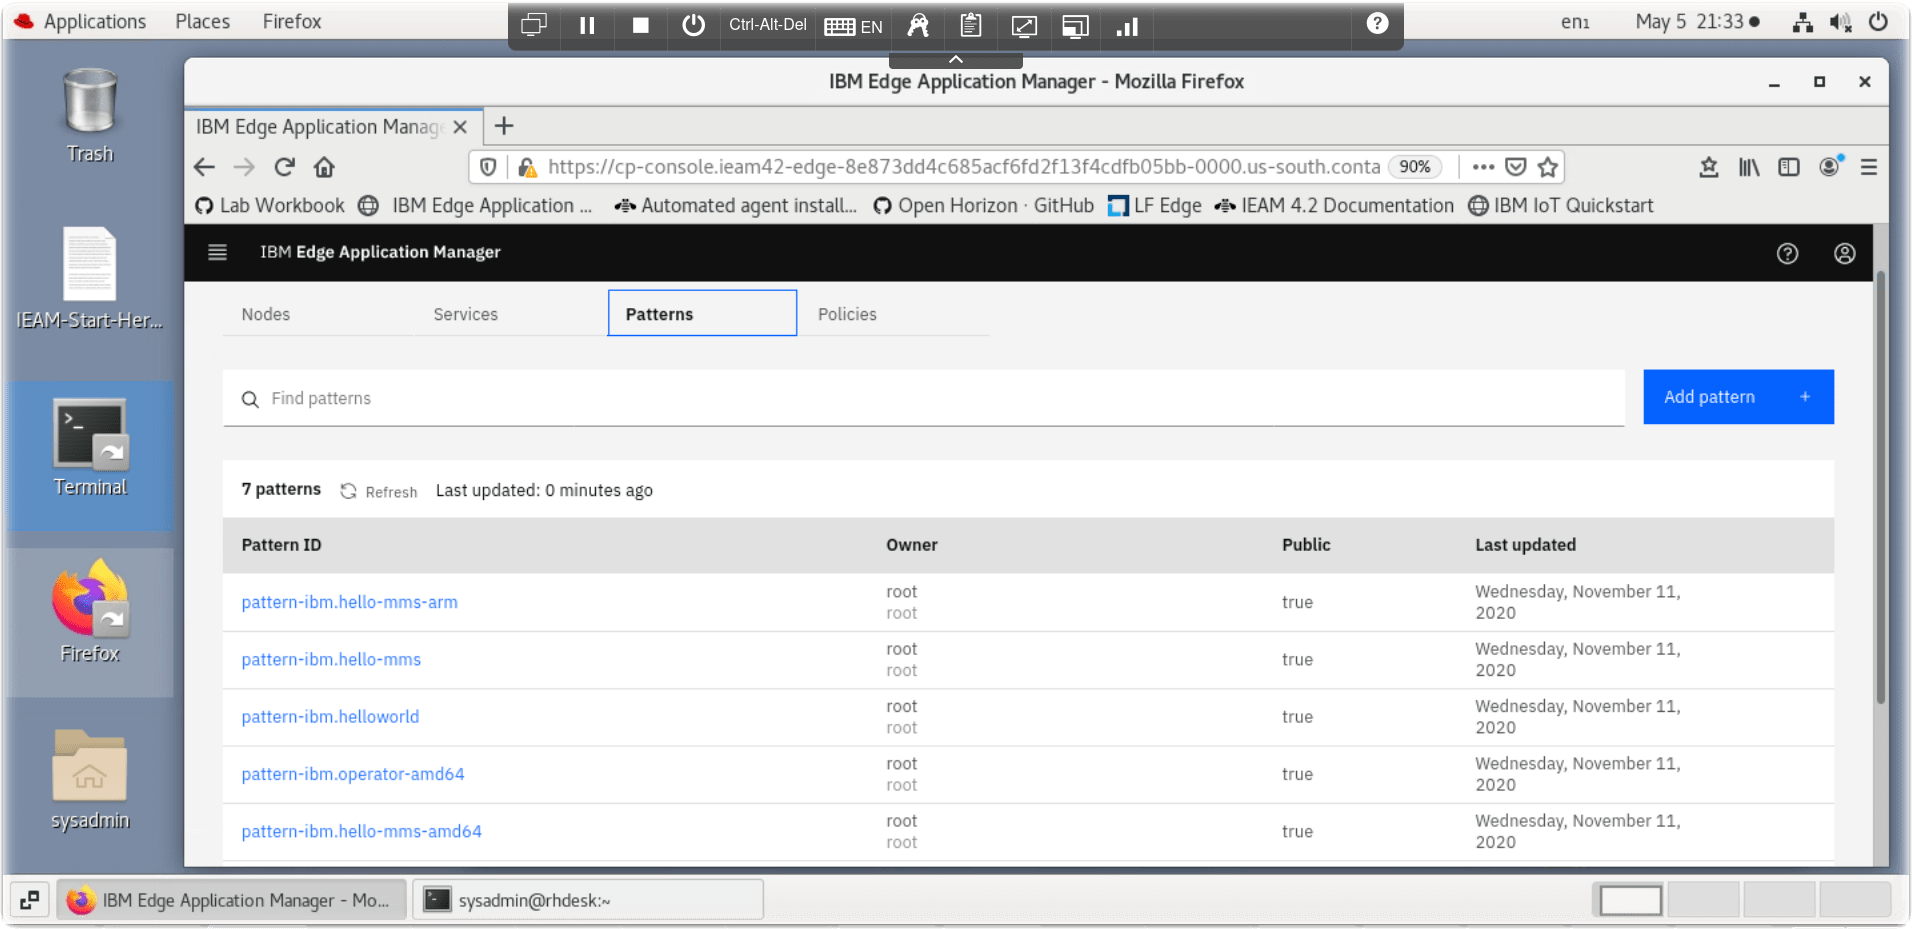 Applications Places Firefox
Ctrl-Alt-Del EN
?
en₁ May 5 21:33
Trash
IEAM-Start-Her...
Terminal
Firefox
sysadmin
IBM Edge Application Manager - Mozilla Firefox
IBM Edge Application Manage
https://cp-console.ieam42-edge-8e873dd4c685acf6fd2f13f4cdfb05bb-0000.us-south.conta 90%
Lab Workbook IBM Edge Application ... Automated agent install... Open Horizon · GitHub LF Edge IEAM 4.2 Documentation IBM IoT Quickstart
IBM Edge Application Manager
Nodes Services Patterns Policies
Find patterns
Add pattern +
7 patterns Refresh Last updated: 0 minutes ago
Pattern ID Owner Public Last updated
pattern-ibm.hello-mms-arm root root true Wednesday, November 11, 2020
pattern-ibm.hello-mms root root true Wednesday, November 11, 2020
pattern-ibm.helloworld root root true Wednesday, November 11, 2020
pattern-ibm.operator-amd64 root root true Wednesday, November 11, 2020
pattern-ibm.hello-mms-amd64 root root true Wednesday, November 11, 2020
IBM Edge Application Manager - Mo...
sysadmin@rhdesk:~